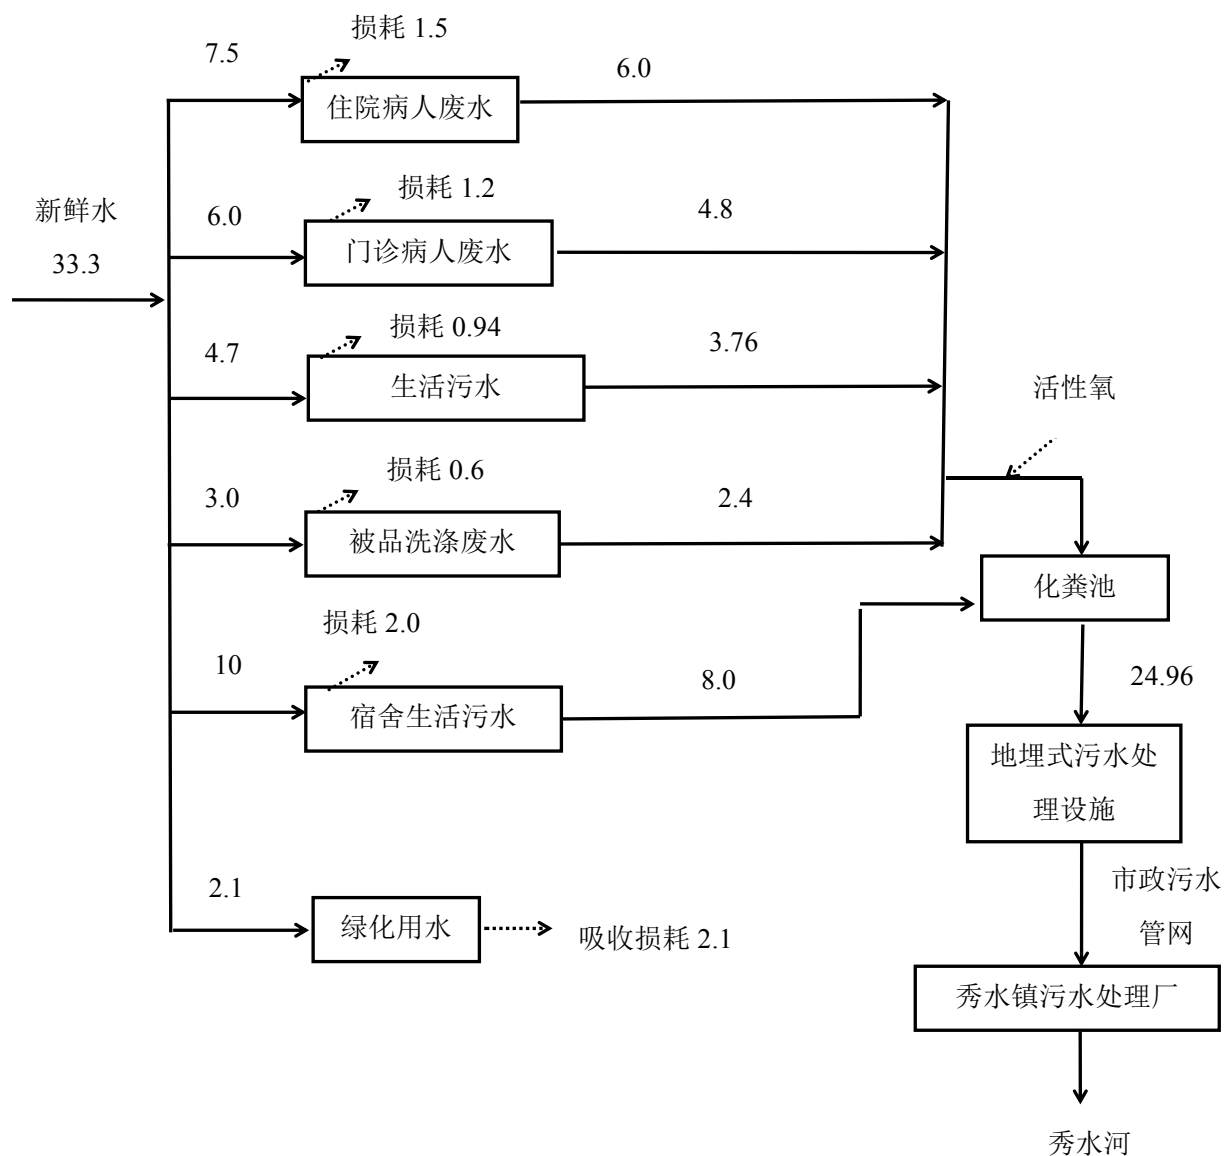 损耗 1.5
7.5
6.0
住院病人废水
损耗 1.2
新鲜水
6.0
4.8
门诊病人废水
33.3
损耗 0.94
4.7
3.76
生活污水
活性氧
损耗 0.6
3.0
2.4
被品洗涤废水
化粪池
损耗 2.0
10
8.0
24.96
宿舍生活污水
地埋式污水处
理设施
2.1
市政污水
管网
绿化用水
吸收损耗 2.1
秀水镇污水处理厂
秀水河